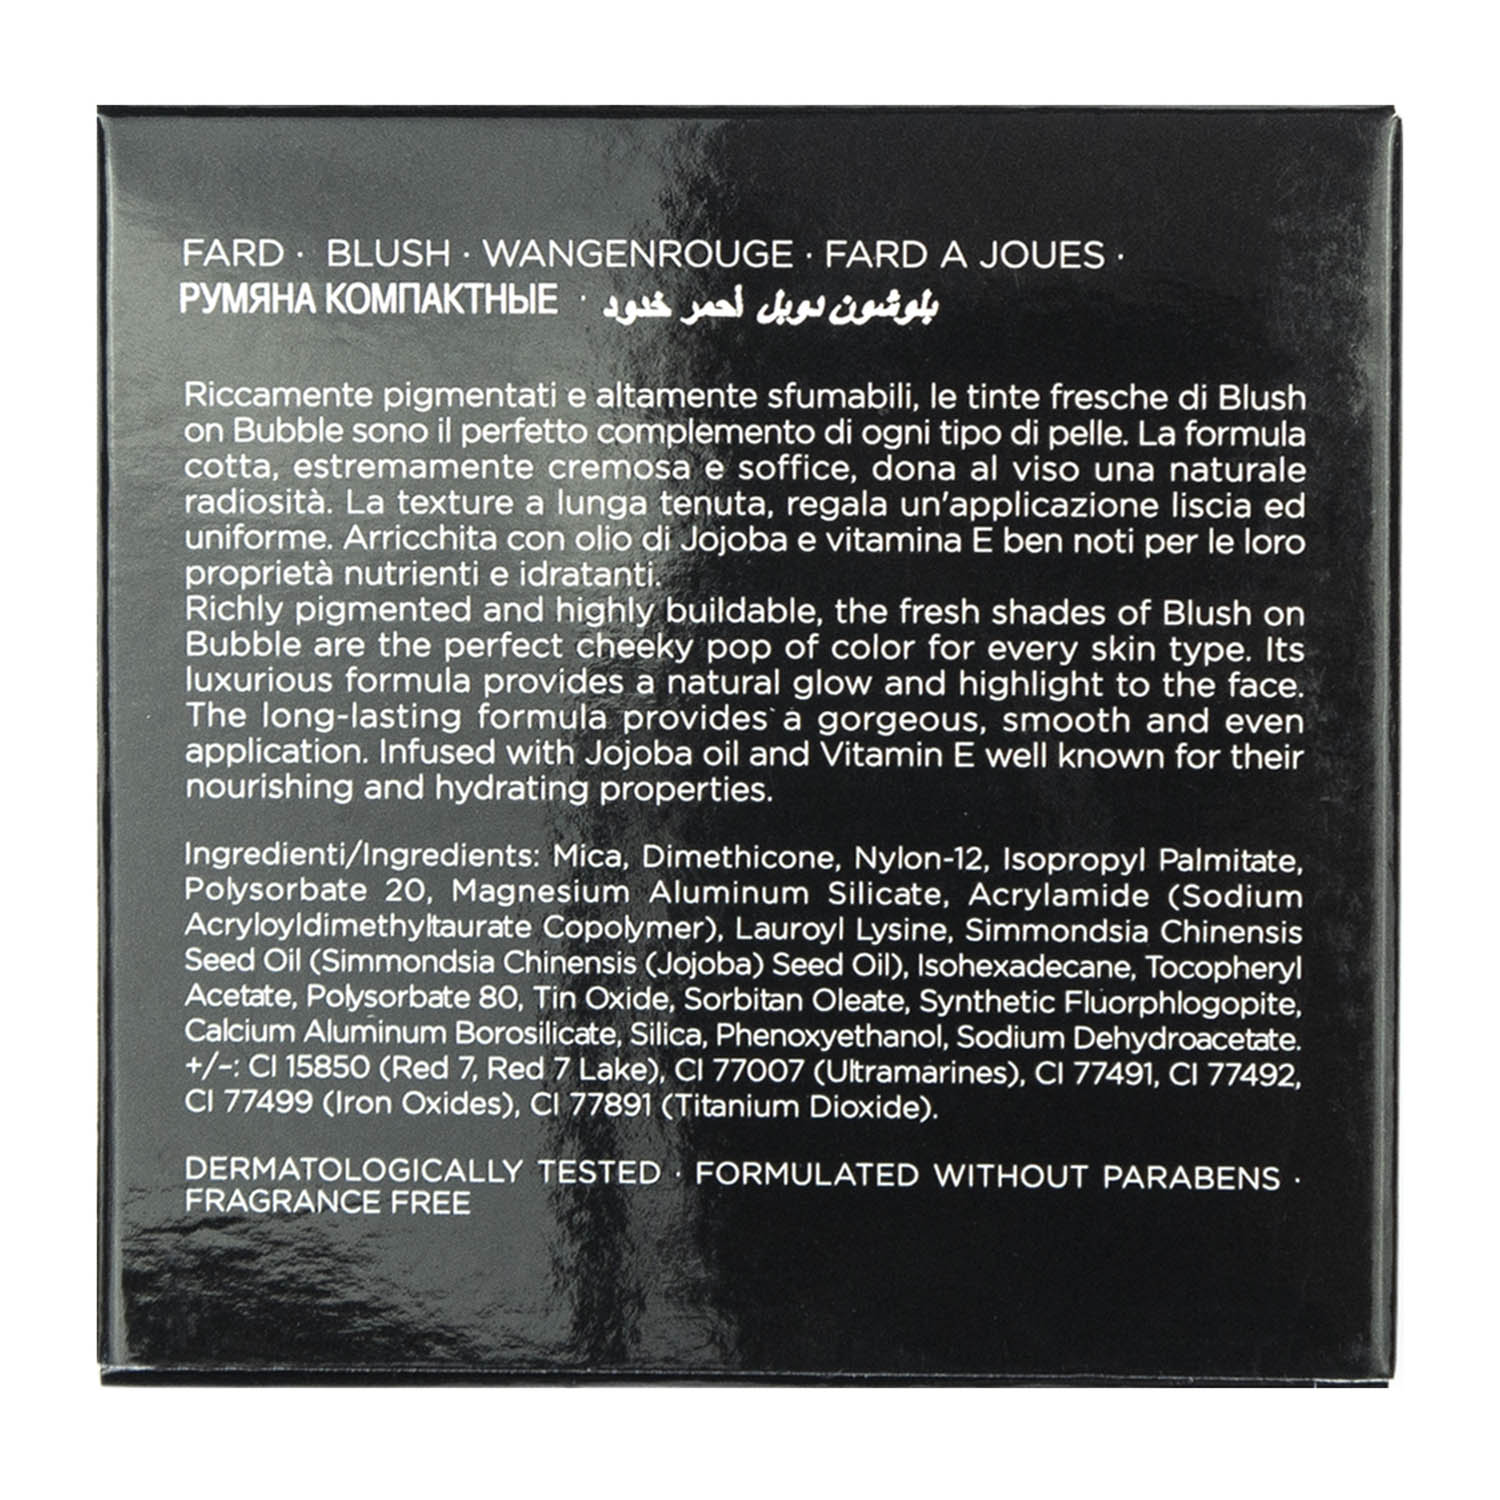 FARD · BLUSH · WANGENROUGE · FARD A JOUES ·
РУМЯНА КОМПАКТНЫЕ · بلوشون دوبل أحمر خدود
Riccamente pigmentati e altamente sfumabili, le tinte fresche di Blush
on Bubble sono il perfetto complemento di ogni tipo di pelle. La formula
cotta, estremamente cremosa e soffice, dona al viso una naturale
radiosità. La texture a lunga tenuta, regala un'applicazione liscia ed
uniforme. Arricchita con olio di Jojoba e vitamina E ben noti per le loro
proprietà nutrienti e idratanti.
Richly pigmented and highly buildable, the fresh shades of Blush on
Bubble are the perfect cheeky pop of color for every skin type. Its
luxurious formula provides a natural glow and highlight to the face.
The long-lasting formula provides a gorgeous, smooth and even
application. Infused with Jojoba oil and Vitamin E well known for their
nourishing and hydrating properties.
Ingredienti/Ingredients: Mica, Dimethicone, Nylon-12, Isopropyl Palmitate,
Polysorbate 20, Magnesium Aluminum Silicate, Acrylamide (Sodium
Acryloyldimethyltaurate Copolymer), Lauroyl Lysine, Simmondsia Chinensis
Seed Oil (Simmondsia Chinensis (Jojoba) Seed Oil), Isohexadecane, Tocopheryl
Acetate, Polysorbate 80, Tin Oxide, Sorbitan Oleate, Synthetic Fluorphlogopite,
Calcium Aluminum Borosilicate, Silica, Phenoxyethanol, Sodium Dehydroacetate.
+/-: CI 15850 (Red 7, Red 7 Lake), CI 77007 (Ultramarines), CI 77491, CI 77492,
CI 77499 (Iron Oxides), CI 77891 (Titanium Dioxide).
DERMATOLOGICALLY TESTED · FORMULATED WITHOUT PARABENS ·
FRAGRANCE FREE